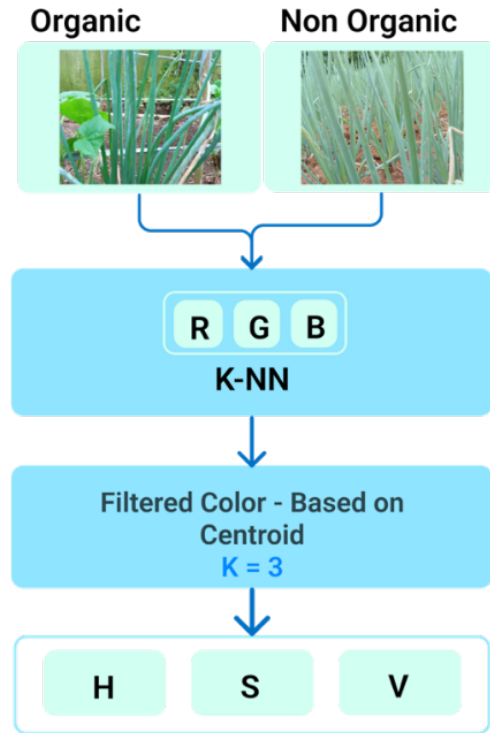 Organic
Non Organic
R
G
B
K-NN
Filtered Color - Based on
Centroid
K = 3
H
S
V